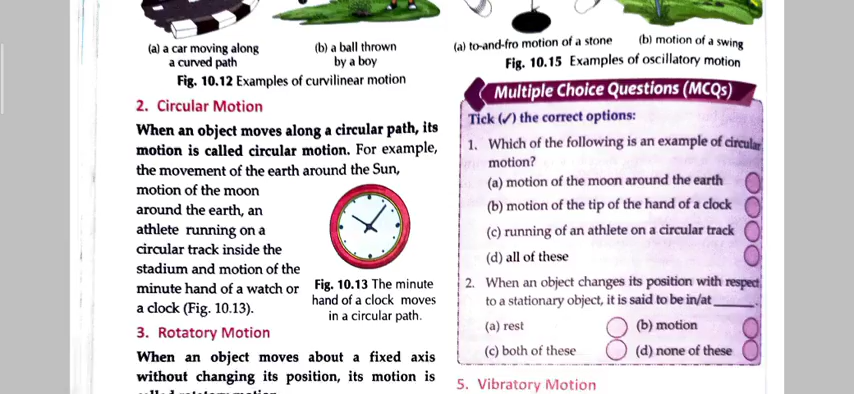 (a) a car moving along
a curved path
(b) a ball thrown
by a boy
Fig. 10.12 Examples of curvilinear motion
2. Circular Motion
When an object moves along a circular path, its
motion is called circular motion. For example,
the movement of the earth around the Sun,
motion of the moon
around the earth, an
athlete running on a
circular track inside the
stadium and motion of the
minute hand of a watch or
a clock (Fig. 10.13).
Fig. 10.13 The minute
hand of a clock moves
in a circular path.
3. Rotatory Motion
When an object moves about a fixed axis
without changing its position, its motion is
called rotatory motion.
(a) to-and-fro motion of a stone
(b) motion of a swing
Fig. 10.15 Examples of oscillatory motion
Multiple Choice Questions (MCQs)
Tick (✓) the correct options:
1. Which of the following is an example of circular
motion?
(a) motion of the moon around the earth
(b) motion of the tip of the hand of a clock
(c) running of an athlete on a circular track
(d) all of these
2. When an object changes its position with respect
to a stationary object, it is said to be in/at ______.
(a) rest
(b) motion
(c) both of these
(d) none of these
5. Vibratory Motion